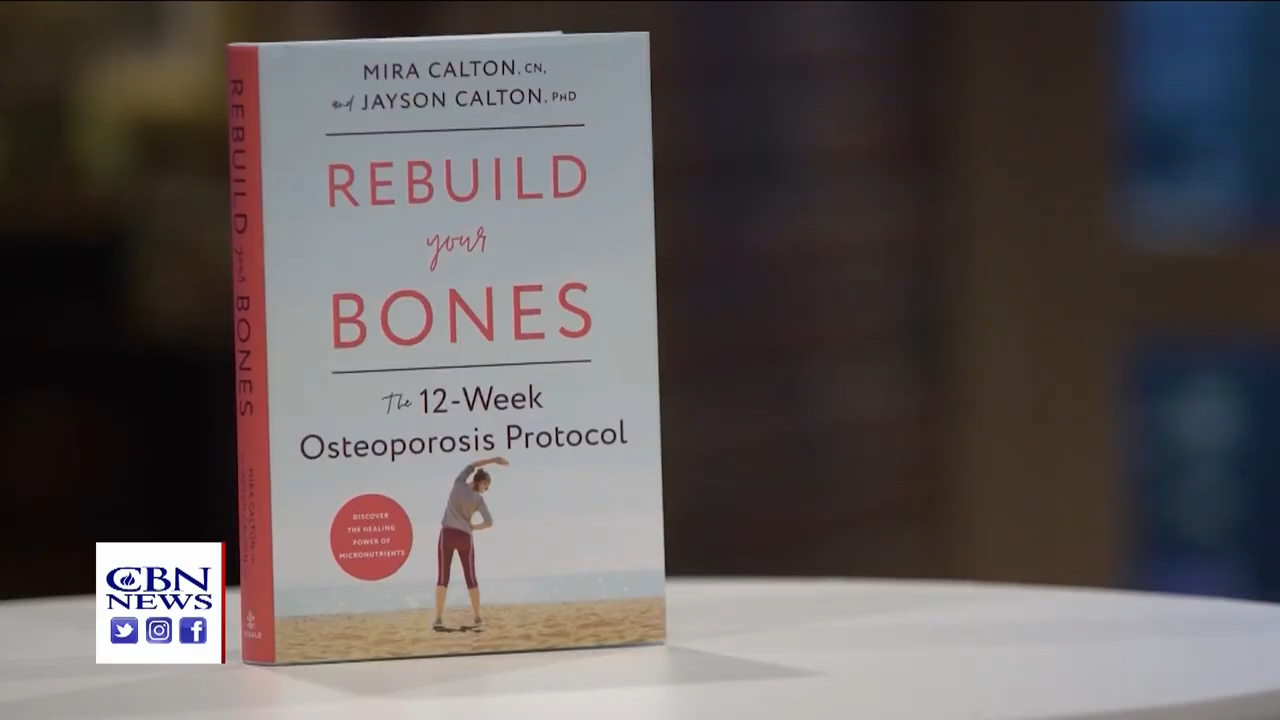 MIRA CALTON, CN,
and JAYSON CALTON, PHD
REBUILD
your
BONES
The 12-Week
Osteoporosis Protocol
DISCOVER
THE HEALING
POWER OF
MICRONUTRIENTS
REBUILD your BONES
MIRA CALTON
CBN
NEWS